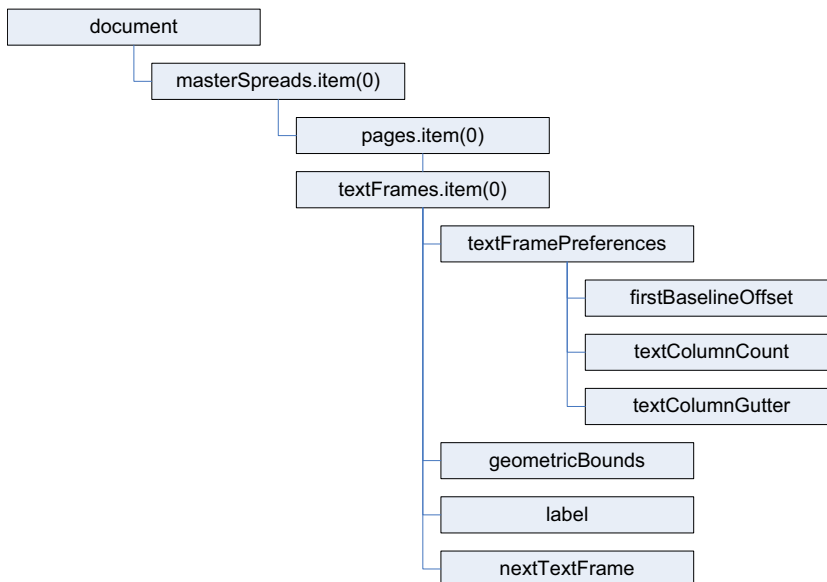 document
masterSpreads.item(0)
pages.item(0)
textFrames.item(0)
textFramePreferences
firstBaselineOffset
textColumnCount
textColumnGutter
geometricBounds
label
nextTextFrame